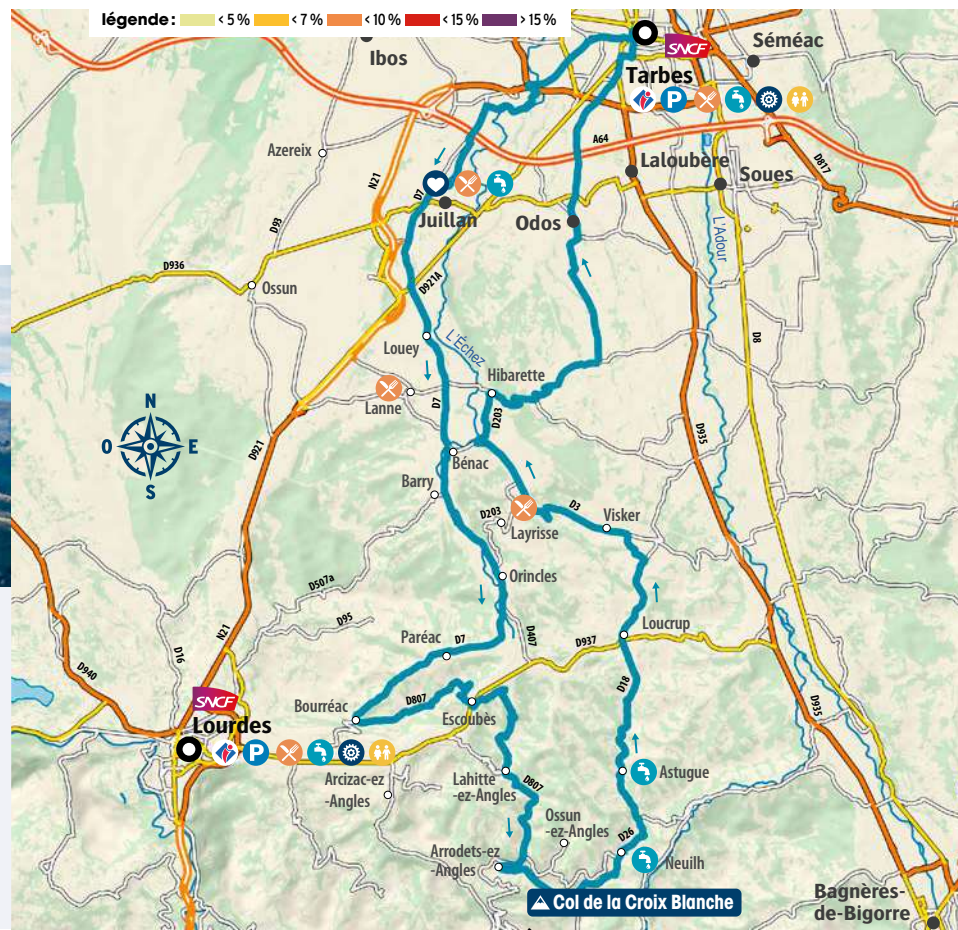 légende : < 5 % < 7 % < 10 % < 15 % > 15 %
Ibos
SNCF
Séméac
Tarbes
P
Azereix
N21
A64
D817
Laloubère
Soues
D7
Juillan
Odos
L'Adour
D93
D936
Ossun
D921A
Louey
L'Échez
D8
Hibarette
Lanne
D7
D203
N
O E
S
D921
D935
Bénac
Barry
D203
D3
Visker
Layrisse
Orincles
D507a
D95
Loucrup
Paréac
D7
D407
D937
N21
D16
D940
D18
D935
SNCF
Bourréac
D807
Escoubès
Lourdes
P
Arcizac-ez
-Angles
Lahitte
-ez-Angles
D807
Astugue
Ossun
-ez-Angles
D26
Arrodets-ez
-Angles
Neuilh
Col de la Croix Blanche
Bagnères-
de-Bigorre